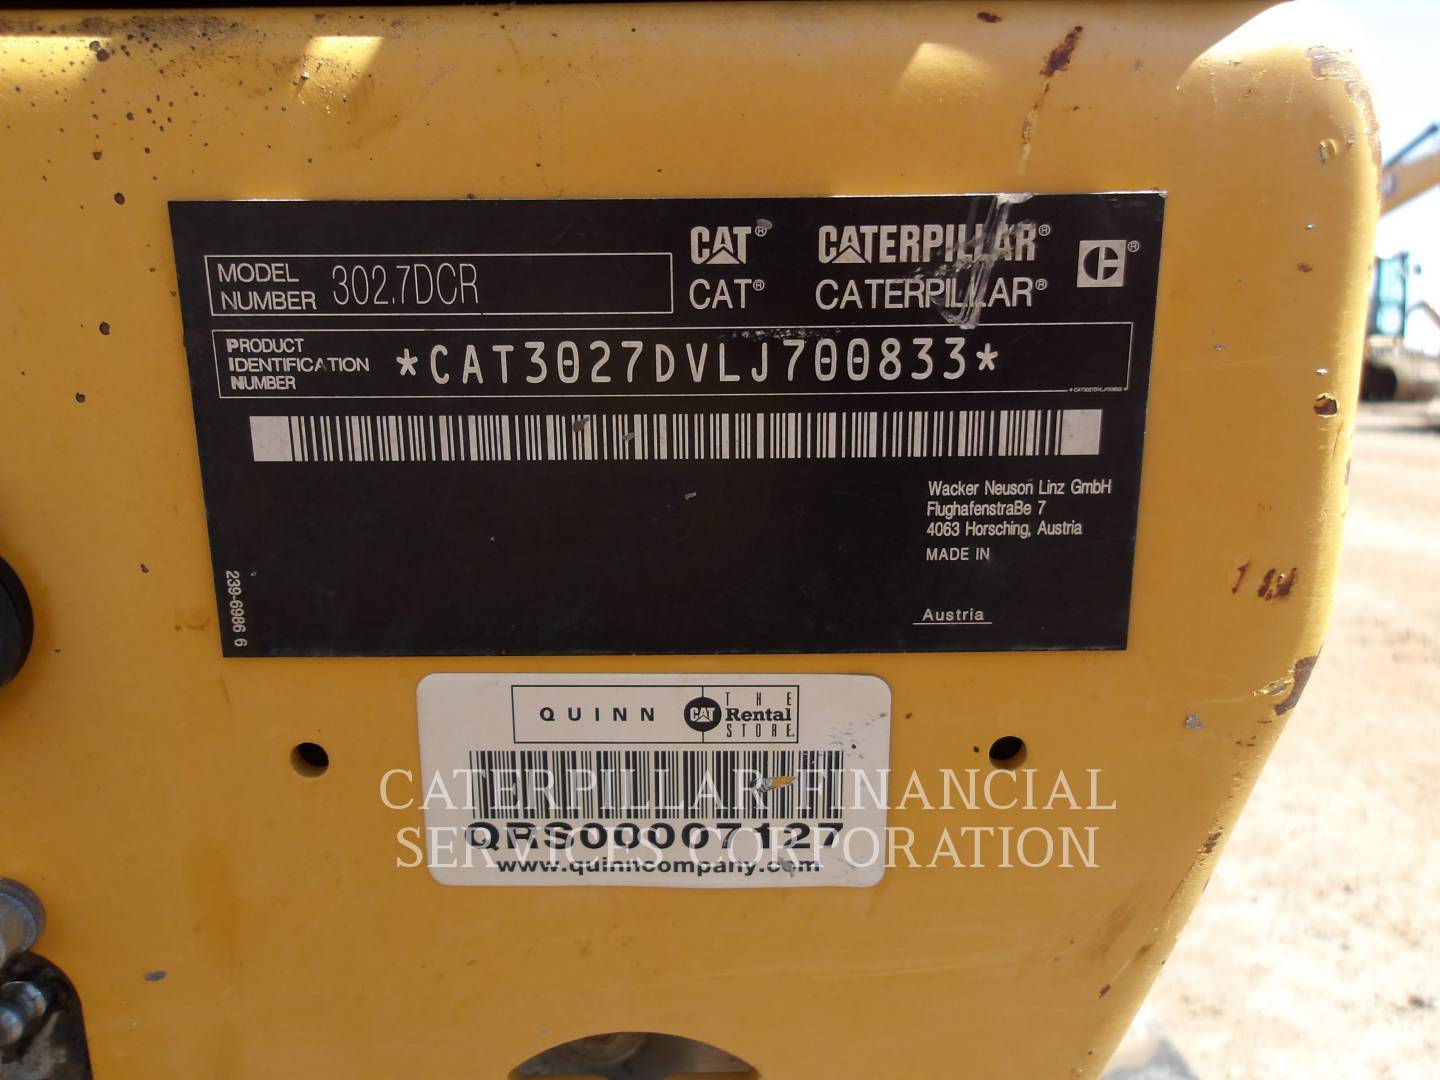 MODEL NUMBER 302.7DCR
CAT® CATERPILLAR®
CAT® CATERPILLAR®
PRODUCT IDENTIFICATION NUMBER *CAT3027DVLJ700833*
*CAT3027DVLJ700833*
Wacker Neuson Linz GmbH
FlughafenstraBe 7
4063 Horsching, Austria
MADE IN
Austria
239-6986 6
QUINN CAT THE Rental STORE
QRS00007127
www.quinncompany.com
CATERPILLAR FINANCIAL
SERVICES CORPORATION